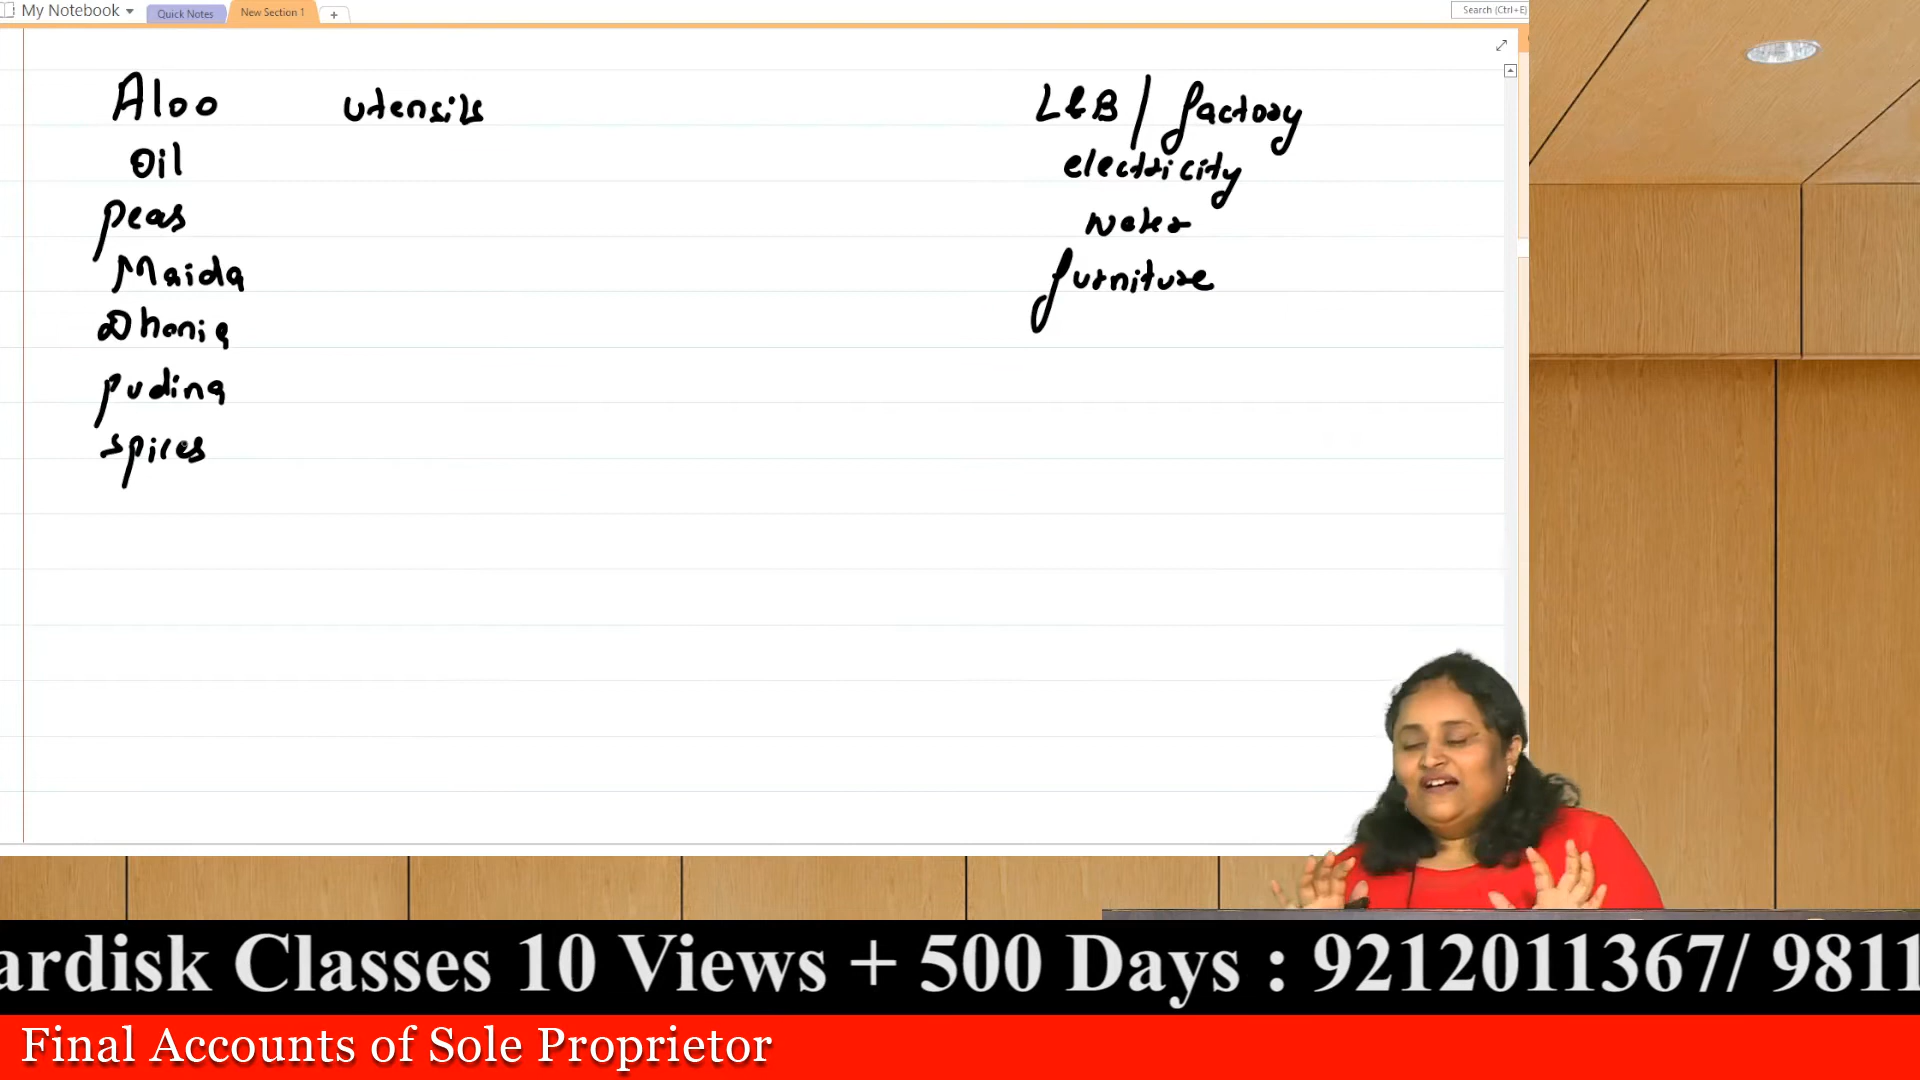 My Notebook
Quick Notes
New Section 1
+
Search (Ctrl+E)
Aloo utensils
Oil
Peas
Maida
Dhania
Pudina
Spices
L&B / factory
electricity
water
furniture
ardisk Classes 10 Views + 500 Days : 9212011367/ 9811
Final Accounts of Sole Proprietor